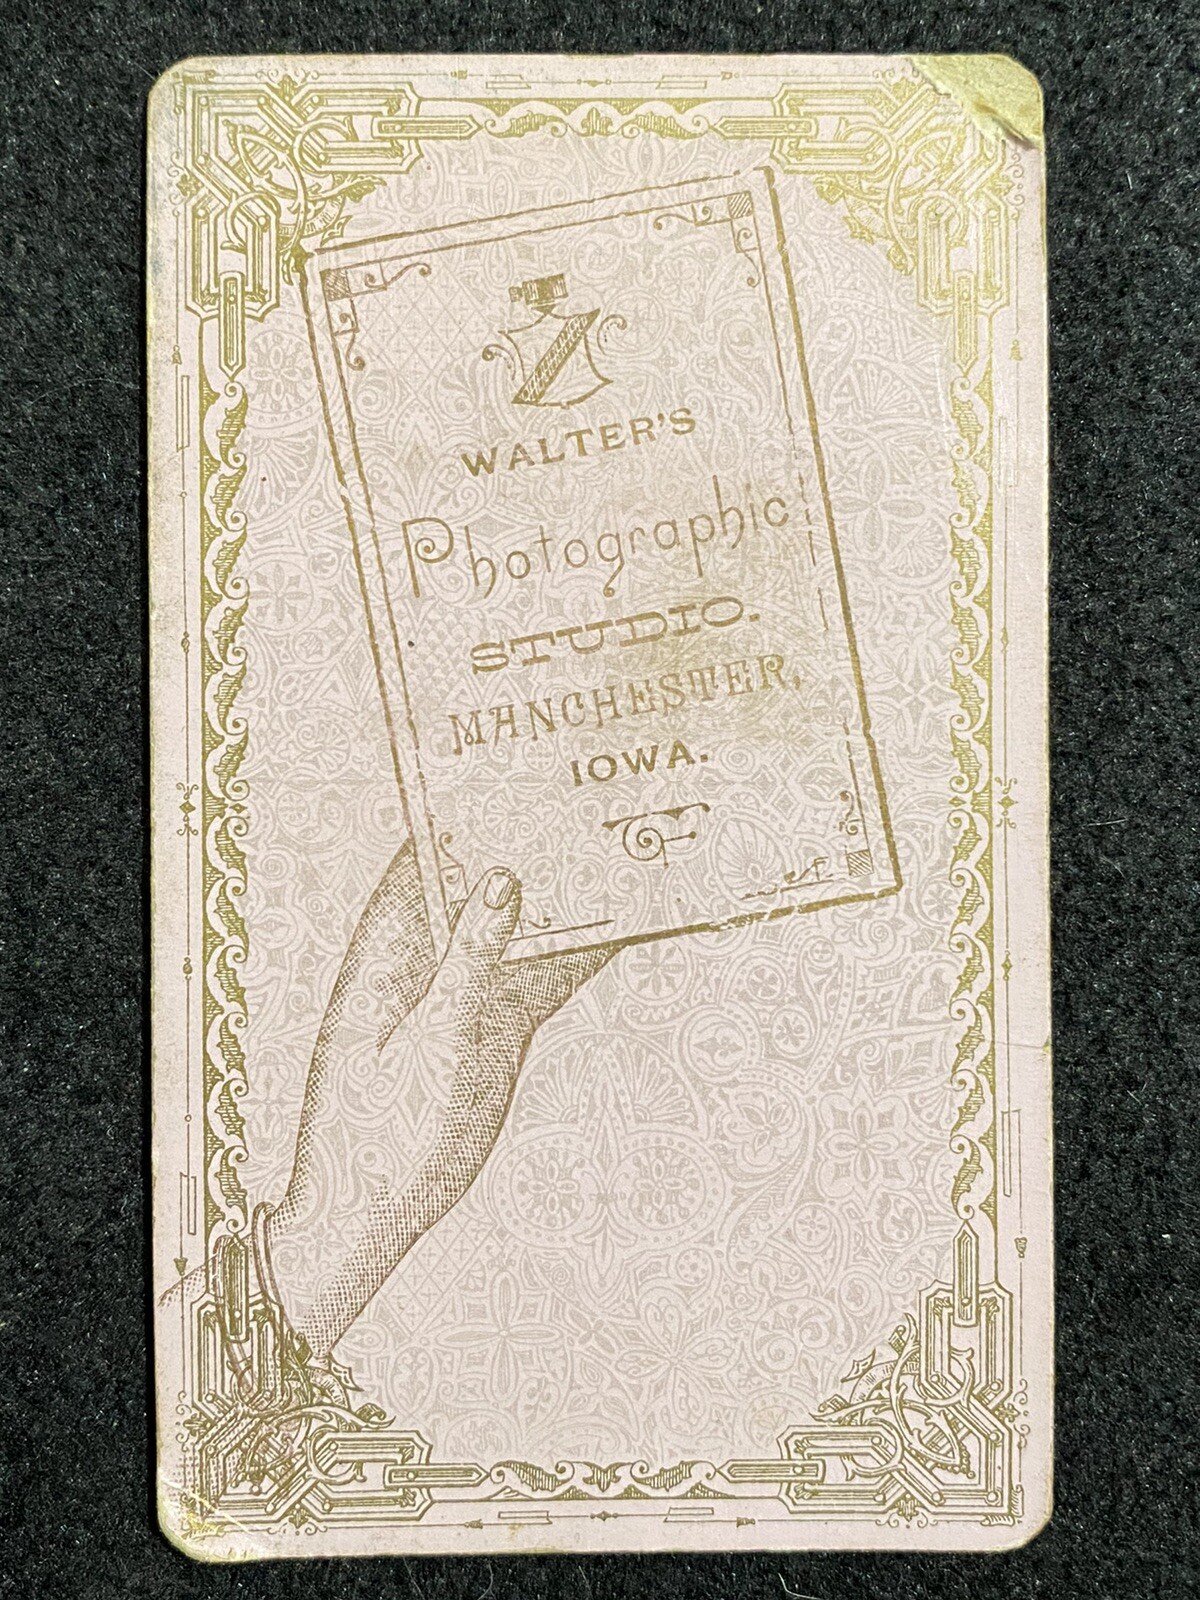 WALTER'S
Photographic
STUDIO.
MANCHESTER,
IOWA.